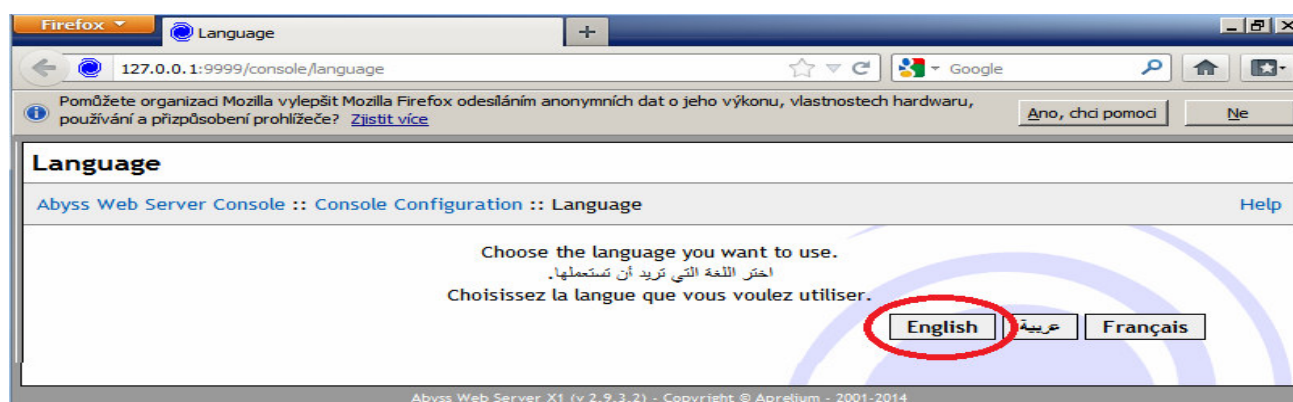 Firefox
Language
127.0.0.1:9999/console/language
Google
Pomůžete organizaci Mozilla vylepšit Mozilla Firefox odesíláním anonymních dat o jeho výkonu, vlastnostech hardwaru,
používání a přizpůsobení prohlížeče? Zjistit více
Ano, chci pomoci
Ne
Language
Abyss Web Server Console :: Console Configuration :: Language
Help
Choose the language you want to use.
اختر اللغة التي تريد أن تستعملها.
Choisissez la langue que vous voulez utiliser.
English
عربية
Français
Abyss Web Server X1 (v 2.9.3.2) - Copyright © Aprelium - 2001-2014